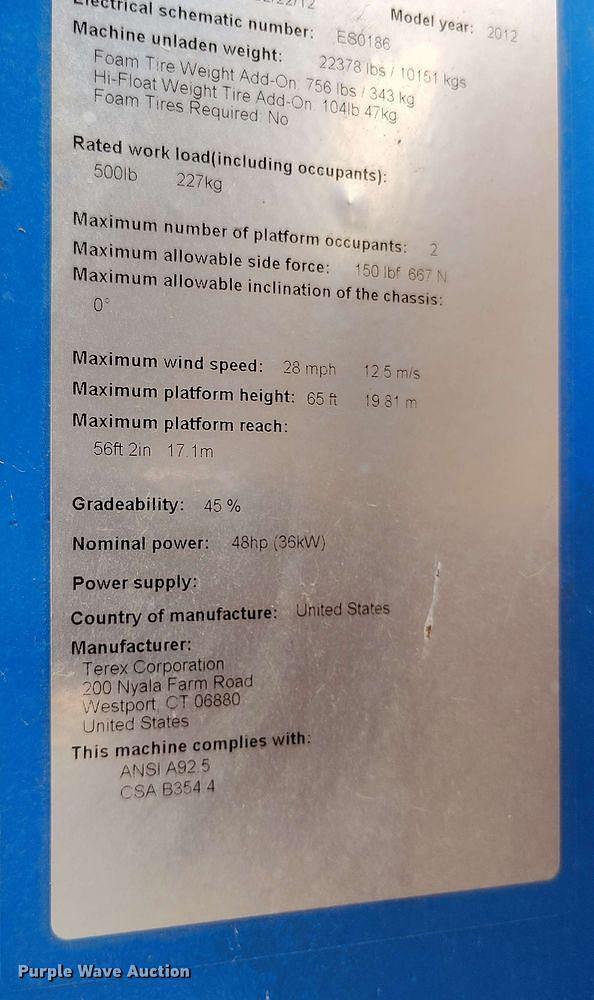 Model year: 2012
Electrical schematic number: ES0186
Machine unladen weight:
22378 lbs / 10151 kgs
Foam Tire Weight Add-On 756 lbs / 343 kg
Hi-Float Weight Tire Add-On 104lb 47kg
Foam Tires Required: No
Rated work load(including occupants):
500lb 227kg
Maximum number of platform occupants: 2
Maximum allowable side force: 150 lbf 667 N
Maximum allowable inclination of the chassis:
0°
Maximum wind speed: 28 mph 12.5 m/s
Maximum platform height: 65 ft 19.81 m
Maximum platform reach:
56ft 2in 17.1m
Gradeability: 45 %
Nominal power: 48hp (36kW)
Power supply:
Country of manufacture: United States
Manufacturer:
Terex Corporation
200 Nyala Farm Road
Westport, CT 06880
United States
This machine complies with:
ANSI A92.5
CSA B354.4
Purple Wave Auction